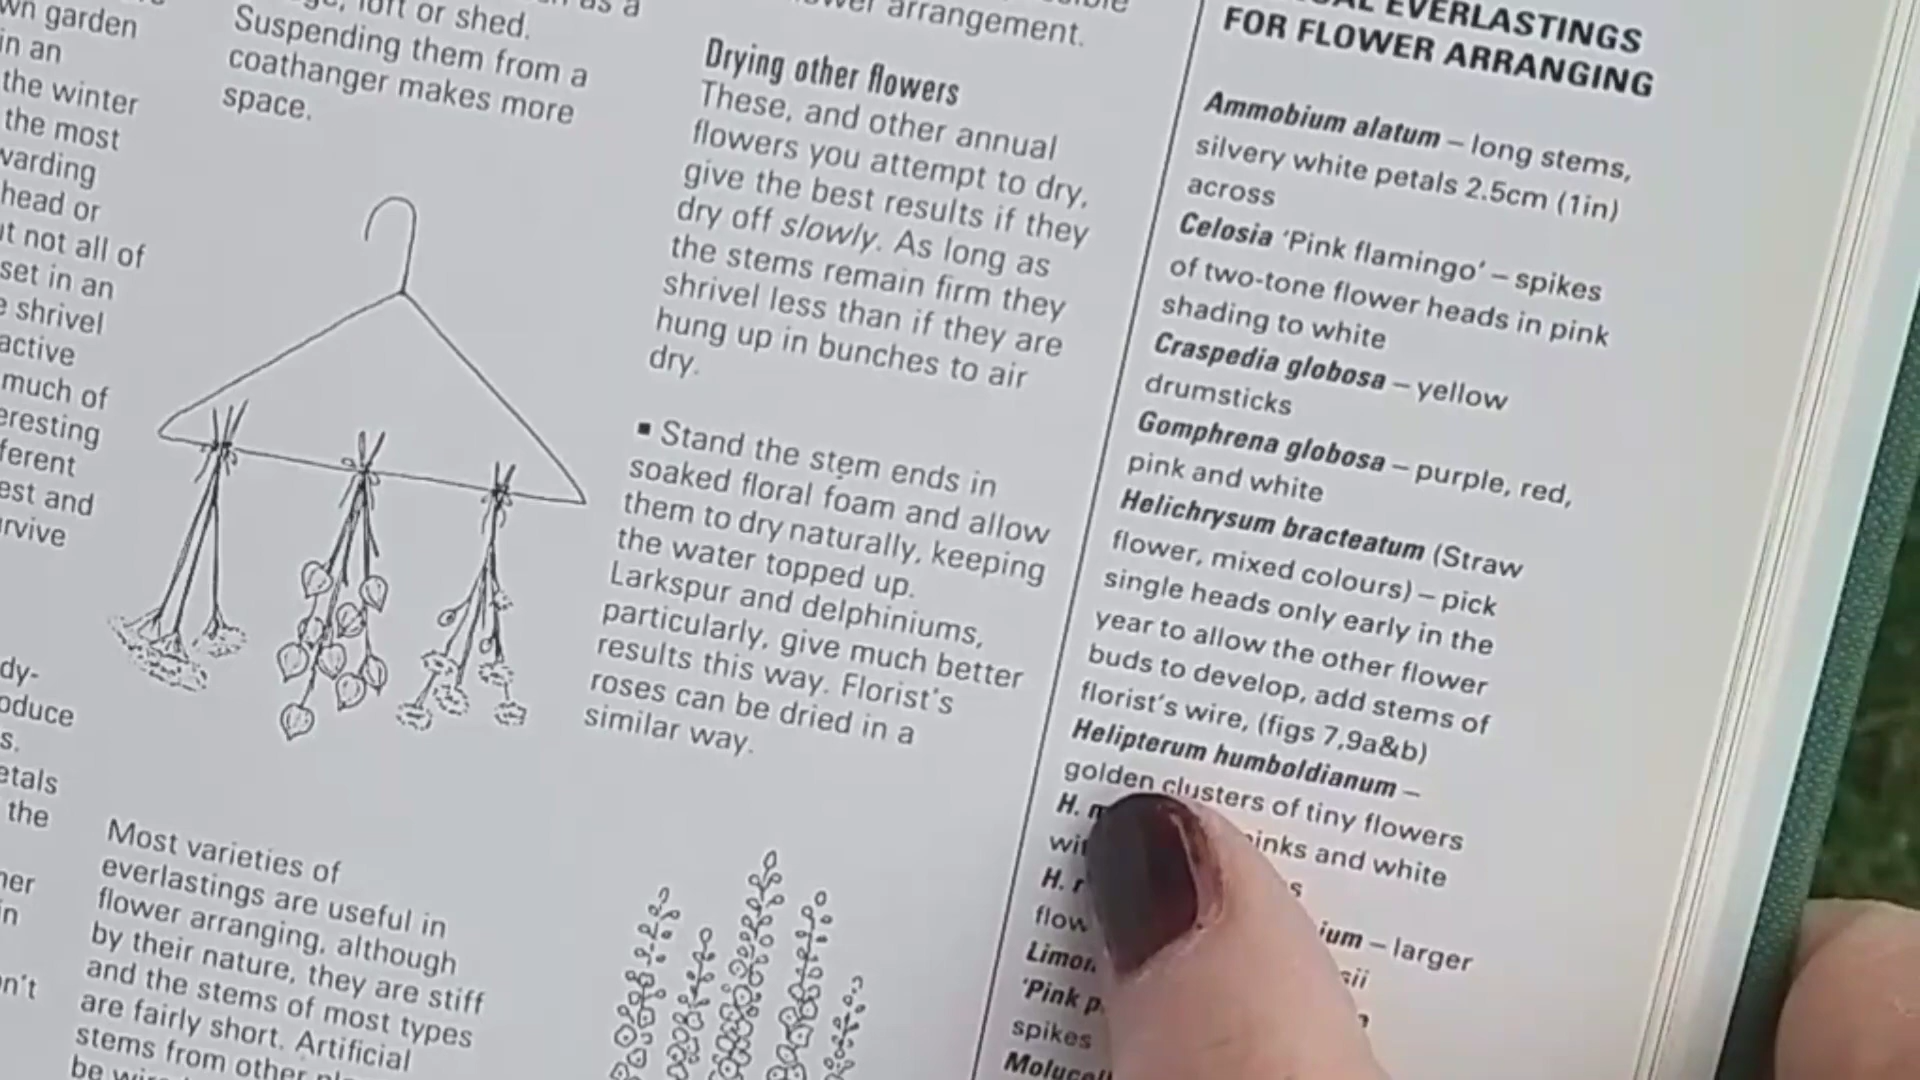 wn garden
in an
the winter
the most
warding
head or
ut not all of
set in an
e shrivel
active
much of
eresting
fferent
est and
urvive
dy-
oduce
s.
etals
the
ner
in
on't
loft or shed.
Suspending them from a
coathanger makes more
space.
Most varieties of
everlastings are useful in
flower arranging, although
by their nature, they are stiff
and the stems of most types
are fairly short. Artificial
stems from other
be
as a
arrangement.
Drying other flowers
These, and other annual
flowers you attempt to dry,
give the best results if they
dry off slowly. As long as
the stems remain firm they
shrivel less than if they are
hung up in bunches to air
dry.
▪ Stand the stem ends in
soaked floral foam and allow
them to dry naturally, keeping
the water topped up.
Larkspur and delphiniums,
particularly, give much better
results this way. Florist's
roses can be dried in a
similar way.
EVERLASTINGS
FOR FLOWER ARRANGING
Ammobium alatum – long stems,
silvery white petals 2.5cm (1in)
across
Celosia 'Pink flamingo' – spikes
of two-tone flower heads in pink
shading to white
Craspedia globosa – yellow
drumsticks
Gomphrena globosa – purple, red,
pink and white
Helichrysum bracteatum (Straw
flower, mixed colours) – pick
single heads only early in the
year to allow the other flower
buds to develop, add stems of
florist's wire, (figs 7,9a&b)
Helipterum humboldianum –
golden clusters of tiny flowers
H. inks and white
H. ium – larger
flow
Limon
'Pink p
spikes